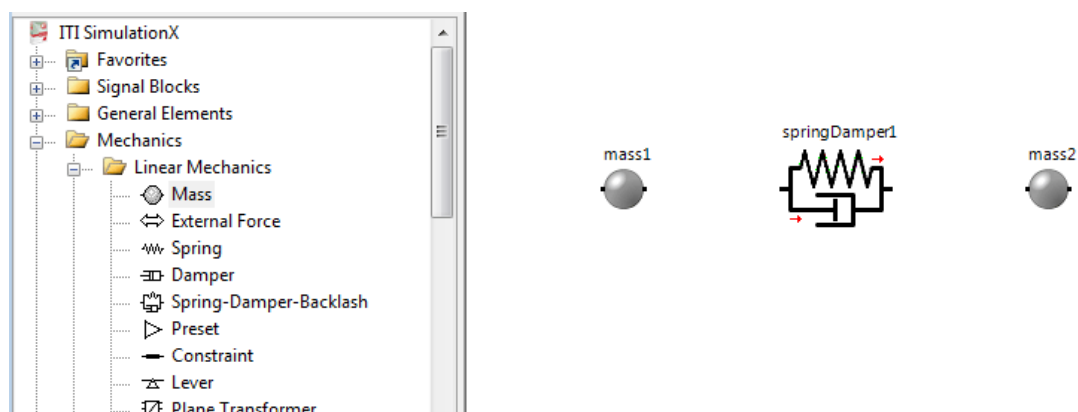 ITI SimulationX
Favorites
Signal Blocks
General Elements
Mechanics
Linear Mechanics
Mass
External Force
Spring
Damper
Spring-Damper-Backlash
Preset
Constraint
Lever
Plane Transformer
mass1
springDamper1
mass2